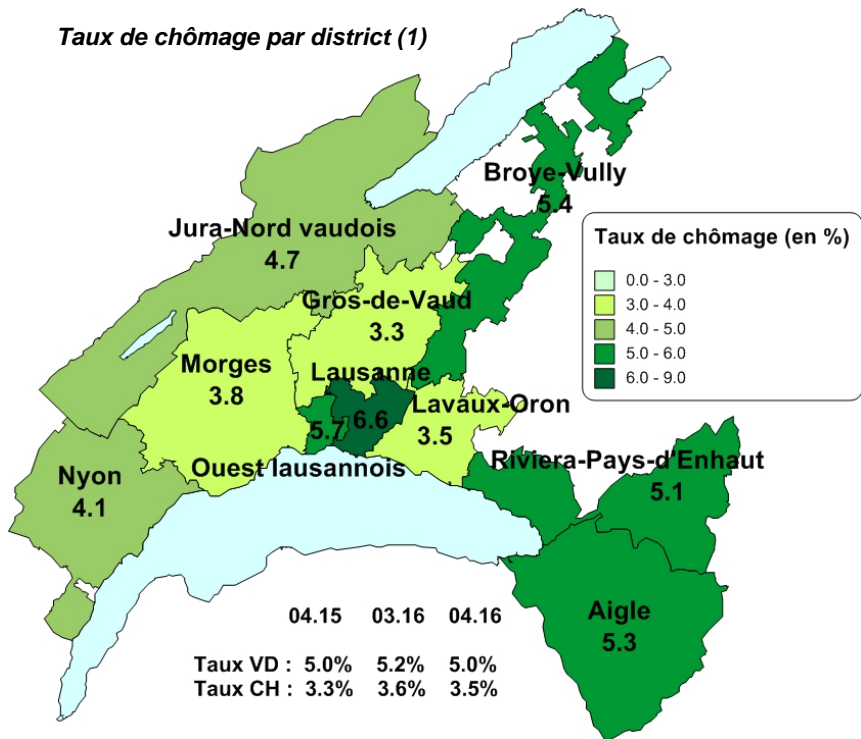 Taux de chômage par district (1)
Broye-Vully
5.4
Jura-Nord vaudois
4.7
Taux de chômage (en %)
0.0 - 3.0
3.0 - 4.0
4.0 - 5.0
5.0 - 6.0
6.0 - 9.0
Gros-de-Vaud
3.3
Morges
3.8
Lausanne
6.6
5.7
Lavaux-Oron
3.5
Ouest lausannois
Nyon
4.1
Riviera-Pays-d'Enhaut
5.1
Aigle
5.3
04.15 03.16 04.16
Taux VD : 5.0% 5.2% 5.0%
Taux CH : 3.3% 3.6% 3.5%